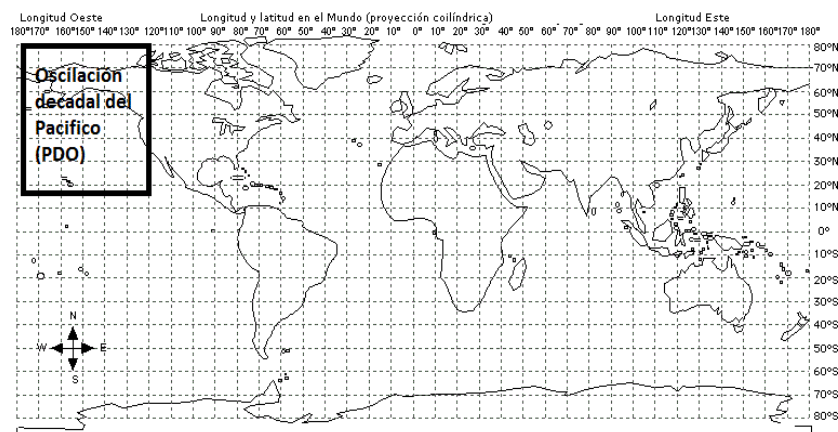 Longitud Oeste Longitud y latitud en el Mundo (proyección coilíndrica) Longitud Este
180°170° 160°150° 140°130° 120°110° 100°90° 80° 70° 60° 50° 40° 30° 20° 10° 0° 10° 20° 30° 40° 50° 60° 70° 80° 90° 100°110° 120°130° 140°150° 160°170° 180°
80°N
Oscilación
70°N
decadal del
60°N
Pacifico
50°N
(PDO)
40°N
30°N
20°N
10°N
0°
10°S
20°S
30°S
N
40°S
W E
50°S
S
60°S
70°S
80°S